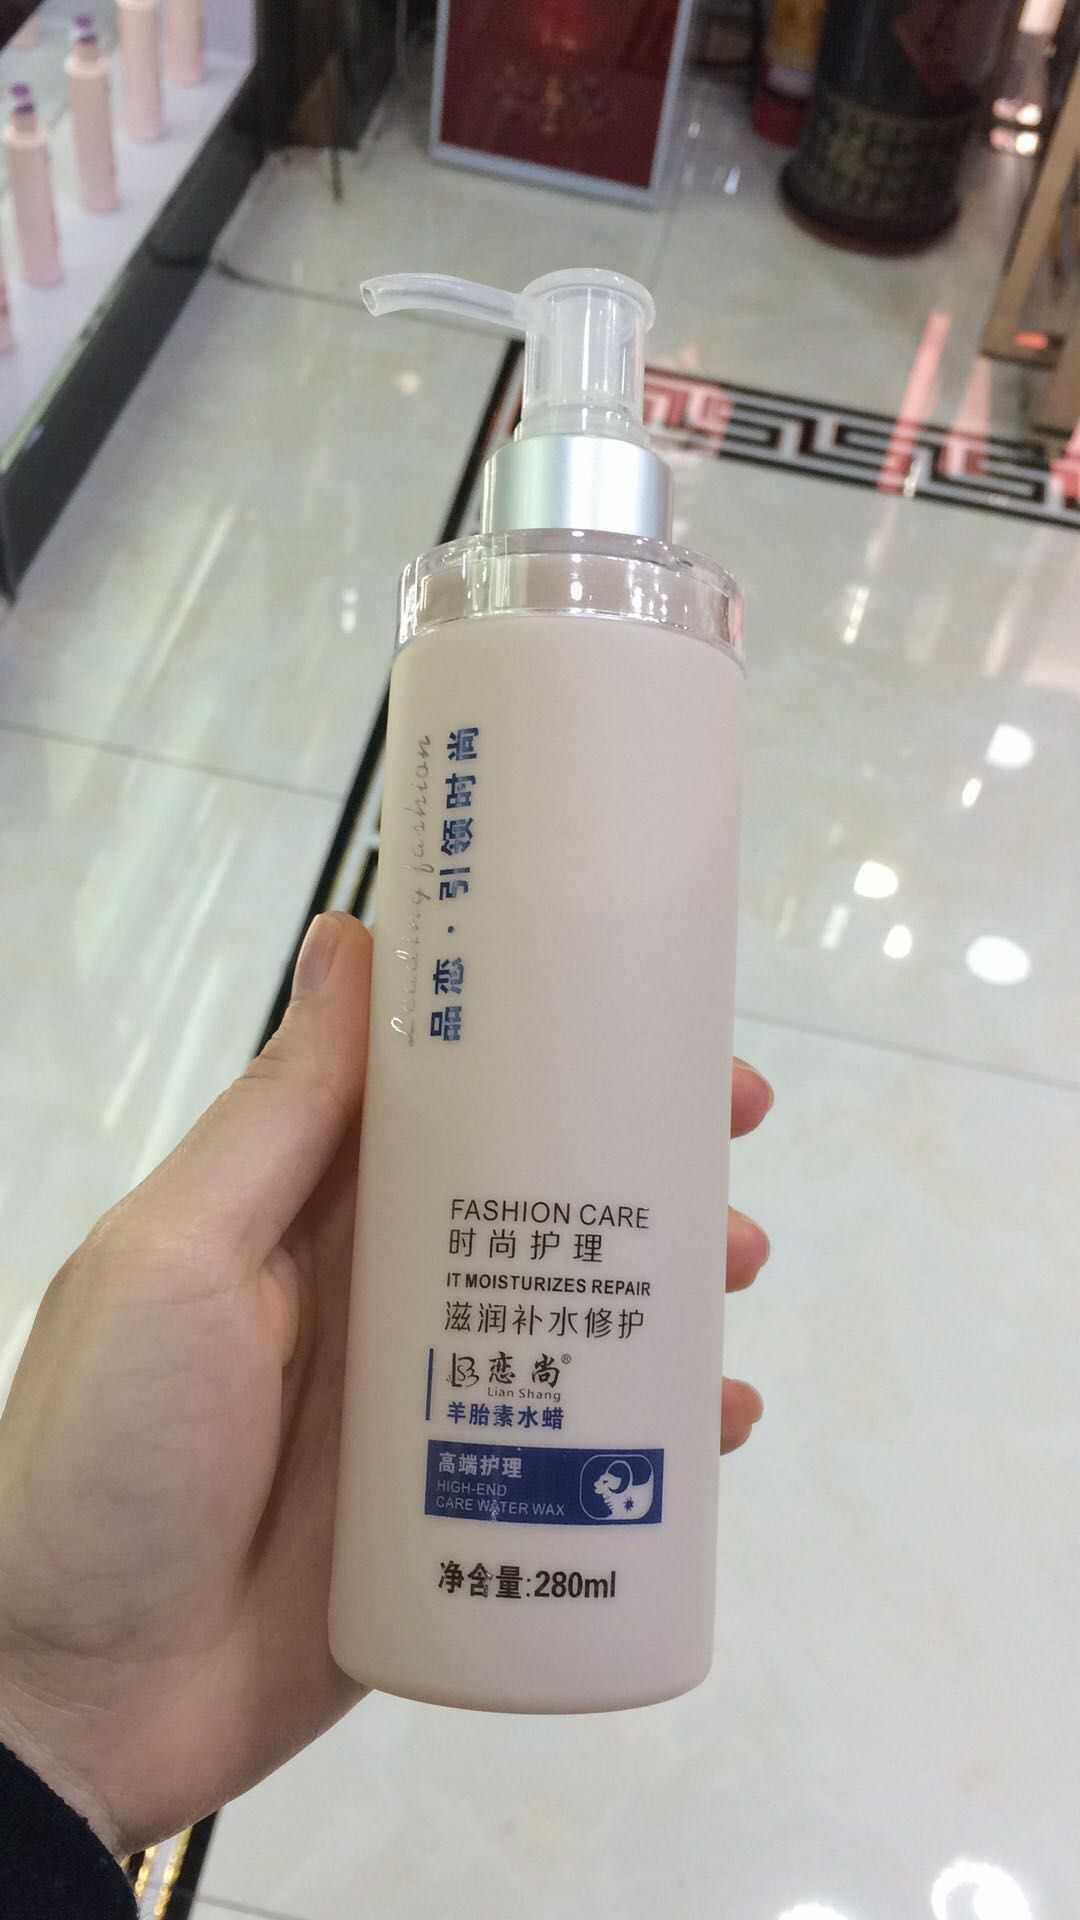 Leading fashion
品恋·引领时尚
FASHION CARE
时尚护理
IT MOISTURIZES REPAIR
滋润补水修护
恋尚®
Lian Shang
羊胎素水蜡
高端护理
HIGH-END
CARE WATER WAX
净含量:280ml